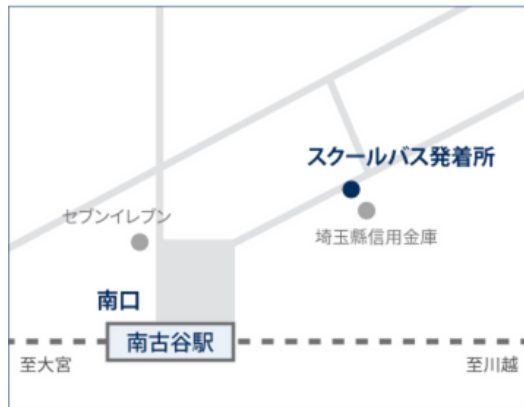 スクールバス発着所
セブンイレブン
埼玉縣信用金庫
南口
南古谷駅
至大宮
至川越